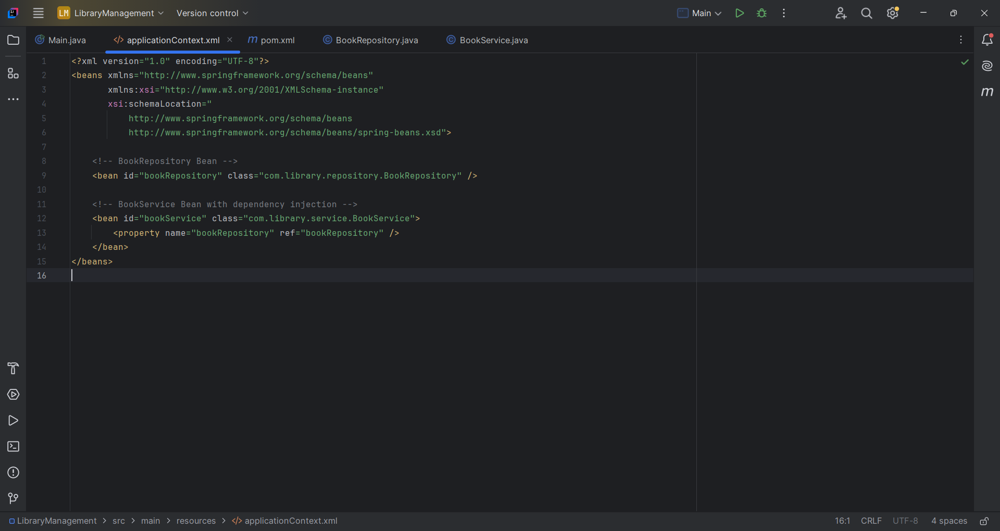 LM LibraryManagement Version control Main
Main.java applicationContext.xml m pom.xml BookRepository.java BookService.java
1 <?xml version="1.0" encoding="UTF-8"?>
2 <beans xmlns="http://www.springframework.org/schema/beans"
3 xmlns:xsi="http://www.w3.org/2001/XMLSchema-instance"
4 xsi:schemaLocation="
5 http://www.springframework.org/schema/beans
6 http://www.springframework.org/schema/beans/spring-beans.xsd">
7
8 <!-- BookRepository Bean -->
9 <bean id="bookRepository" class="com.library.repository.BookRepository" />
10
11 <!-- BookService Bean with dependency injection -->
12 <bean id="bookService" class="com.library.service.BookService">
13 <property name="bookRepository" ref="bookRepository" />
14 </bean>
15 </beans>
16
LibraryManagement > src > main > resources > </> applicationContext.xml 16:1 CRLF UTF-8 4 spaces